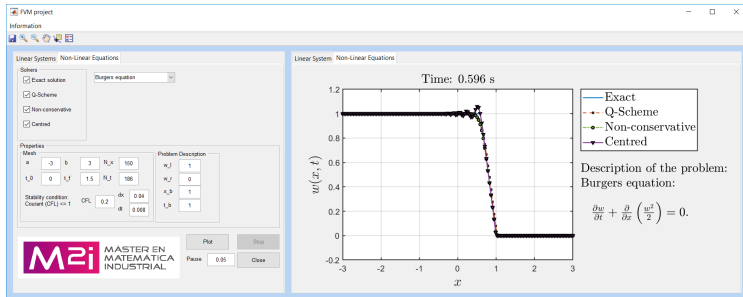 FVM project
Information
Linear Systems Non-Linear Equations
Solvers
Exact solution
Q-Scheme
Non-conservative
Centred
Burgers equation
Properties
Mesh
a -3 b 3 N_x 150
t_0 0 t_f 1.5 N_t 186
Stability condition:
Courant (CFL) <= 1
CFL 0.2
dx 0.04
dt 0.008
Problem Description
w_l 1
w_r 0
x_b 1
t_b 1
M2i MASTER EN
MATEMATICA
INDUSTRIAL
Plot Stop
Pause 0.05 Close
Linear System Non-Linear Equations
Time: 0.596 s
1.2
1
0.8
0.6
0.4
0.2
0
-0.2
w(x, t)
-3 -2 -1 0 1 2 3
x
Exact
Q-Scheme
Non-conservative
Centred
Description of the problem:
Burgers equation:
∂w/∂t + ∂/∂x (w²/2) = 0.